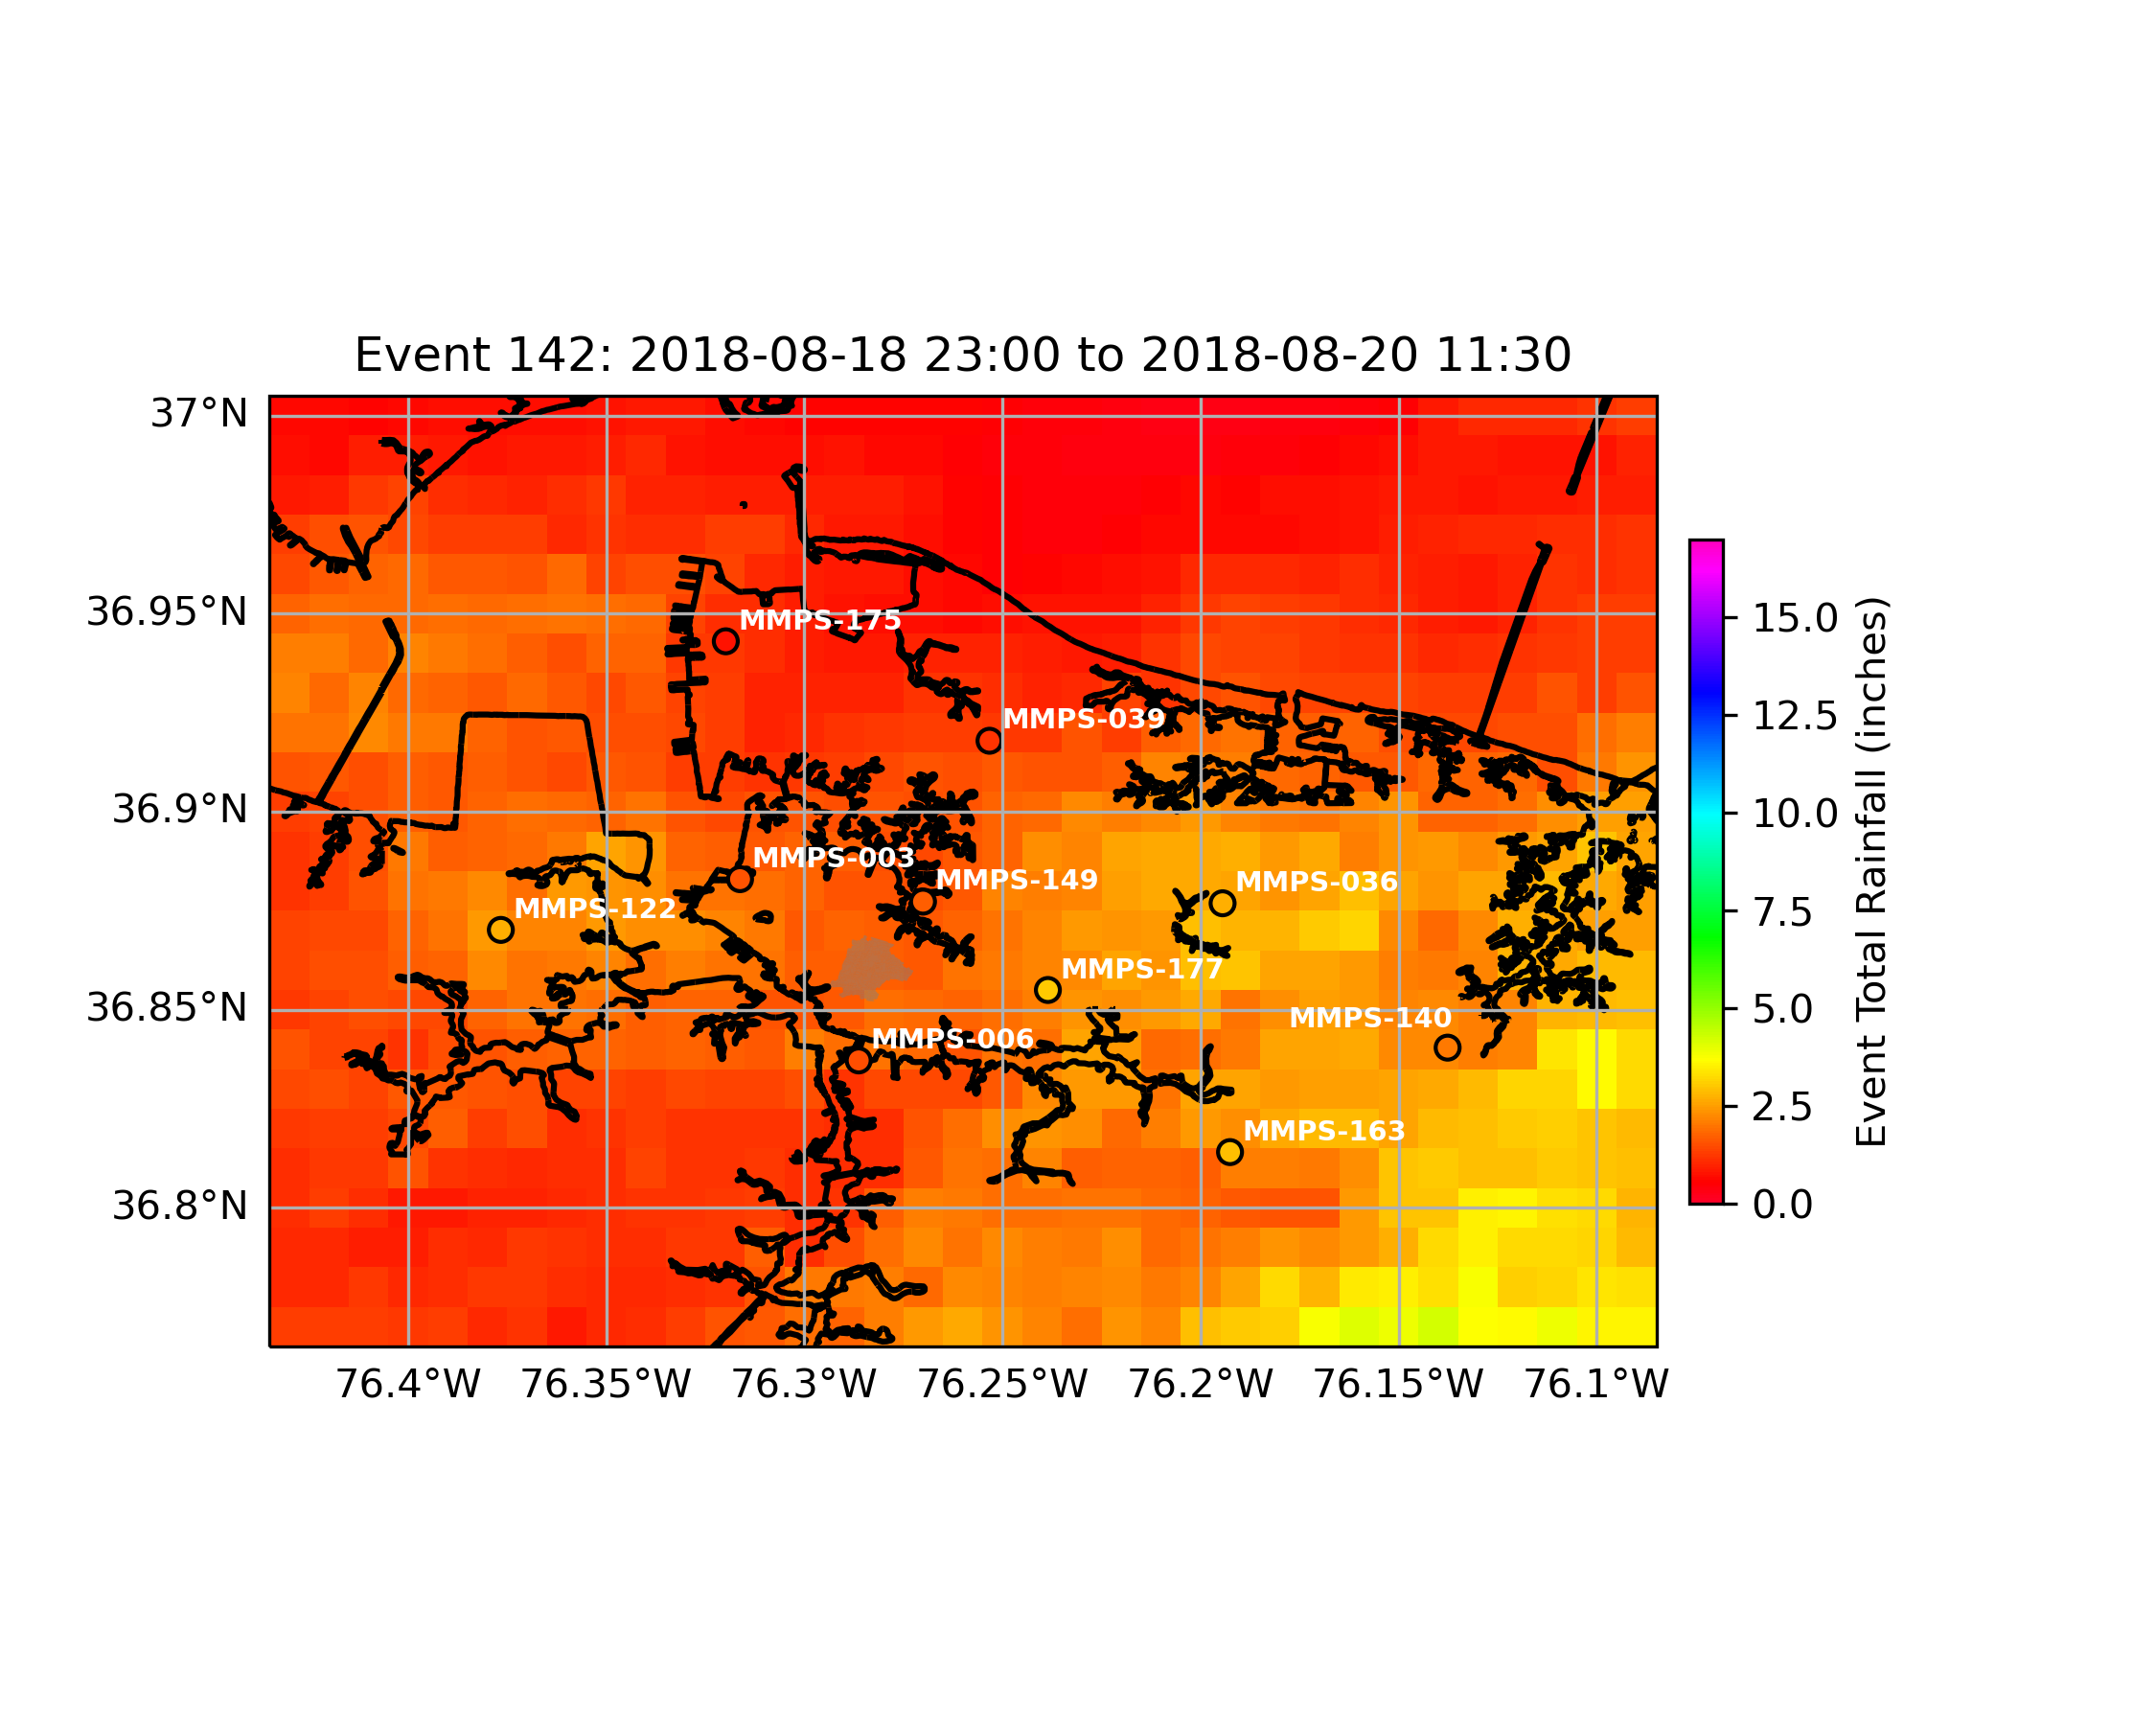 Event 142: 2018-08-18 23:00 to 2018-08-20 11:30
37°N
36.95°N
36.9°N
36.85°N
36.8°N
MMPS-175
MMPS-039
MMPS-003
MMPS-149
MMPS-036
MMPS-122
MMPS-177
MMPS-140
MMPS-006
MMPS-163
76.4°W
76.35°W
76.3°W
76.25°W
76.2°W
76.15°W
76.1°W
15.0
12.5
10.0
7.5
5.0
2.5
0.0
Event Total Rainfall (inches)